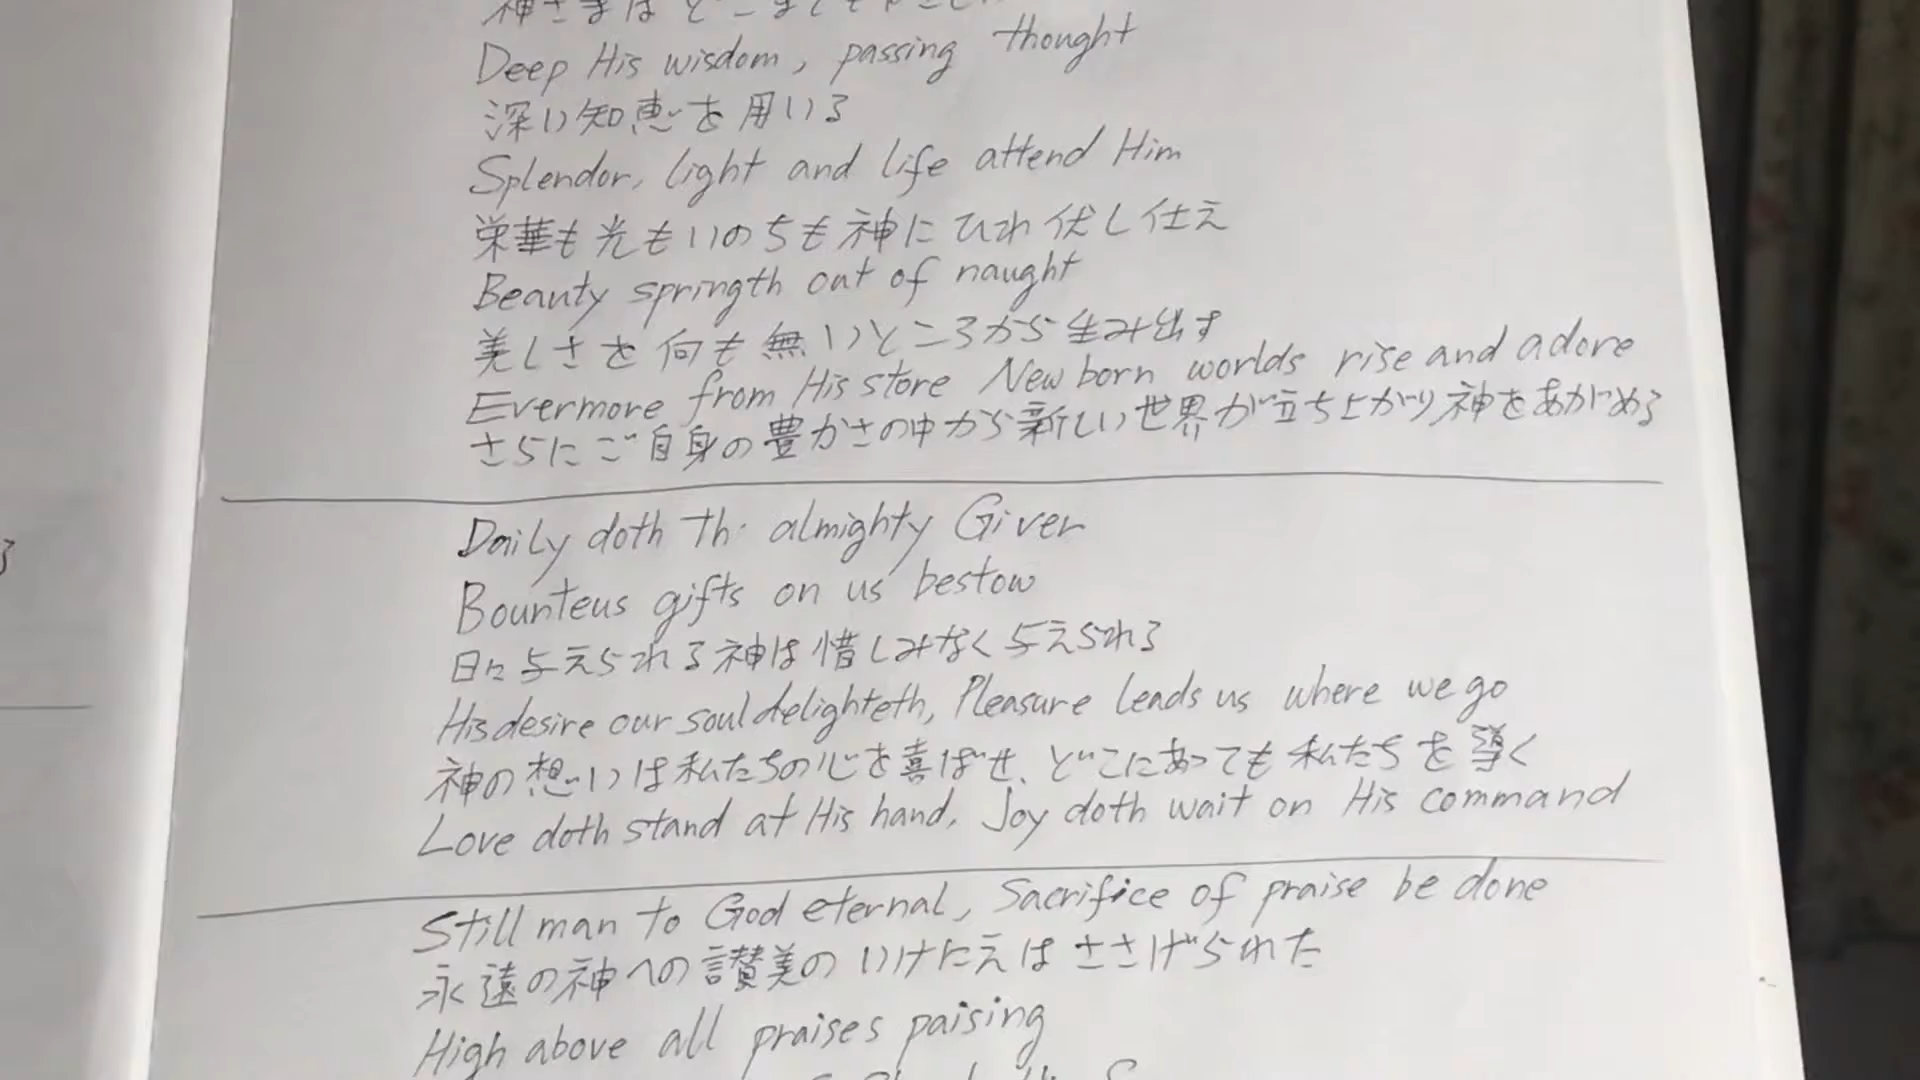 神さまは
Deep His wisdom, passing thought
深い知恵を用いる
Splendor, light and life attend Him
栄華も光もいのちも神にひれ伏し仕え
Beauty springth out of naught
美しさを何も無いところから生み出す
Evermore from His store New born worlds rise and adore
さらにご自身の豊かさの中から新しい世界が立ち上がり神をあがめる
Daily doth Th. almighty Giver
Bounteus gifts on us bestow
日々与えられる神は惜しみなく与えられる
His desire our soul delighteth, Pleasure leads us where we go
神の想いは私たちの心を喜ばせ、どこにあっても私たちを導く
Love doth stand at His hand, Joy doth wait on His command
Still man to God eternal, Sacrifice of praise be done
永遠の神への讃美のいけにえはささげられた
High above all praises paising